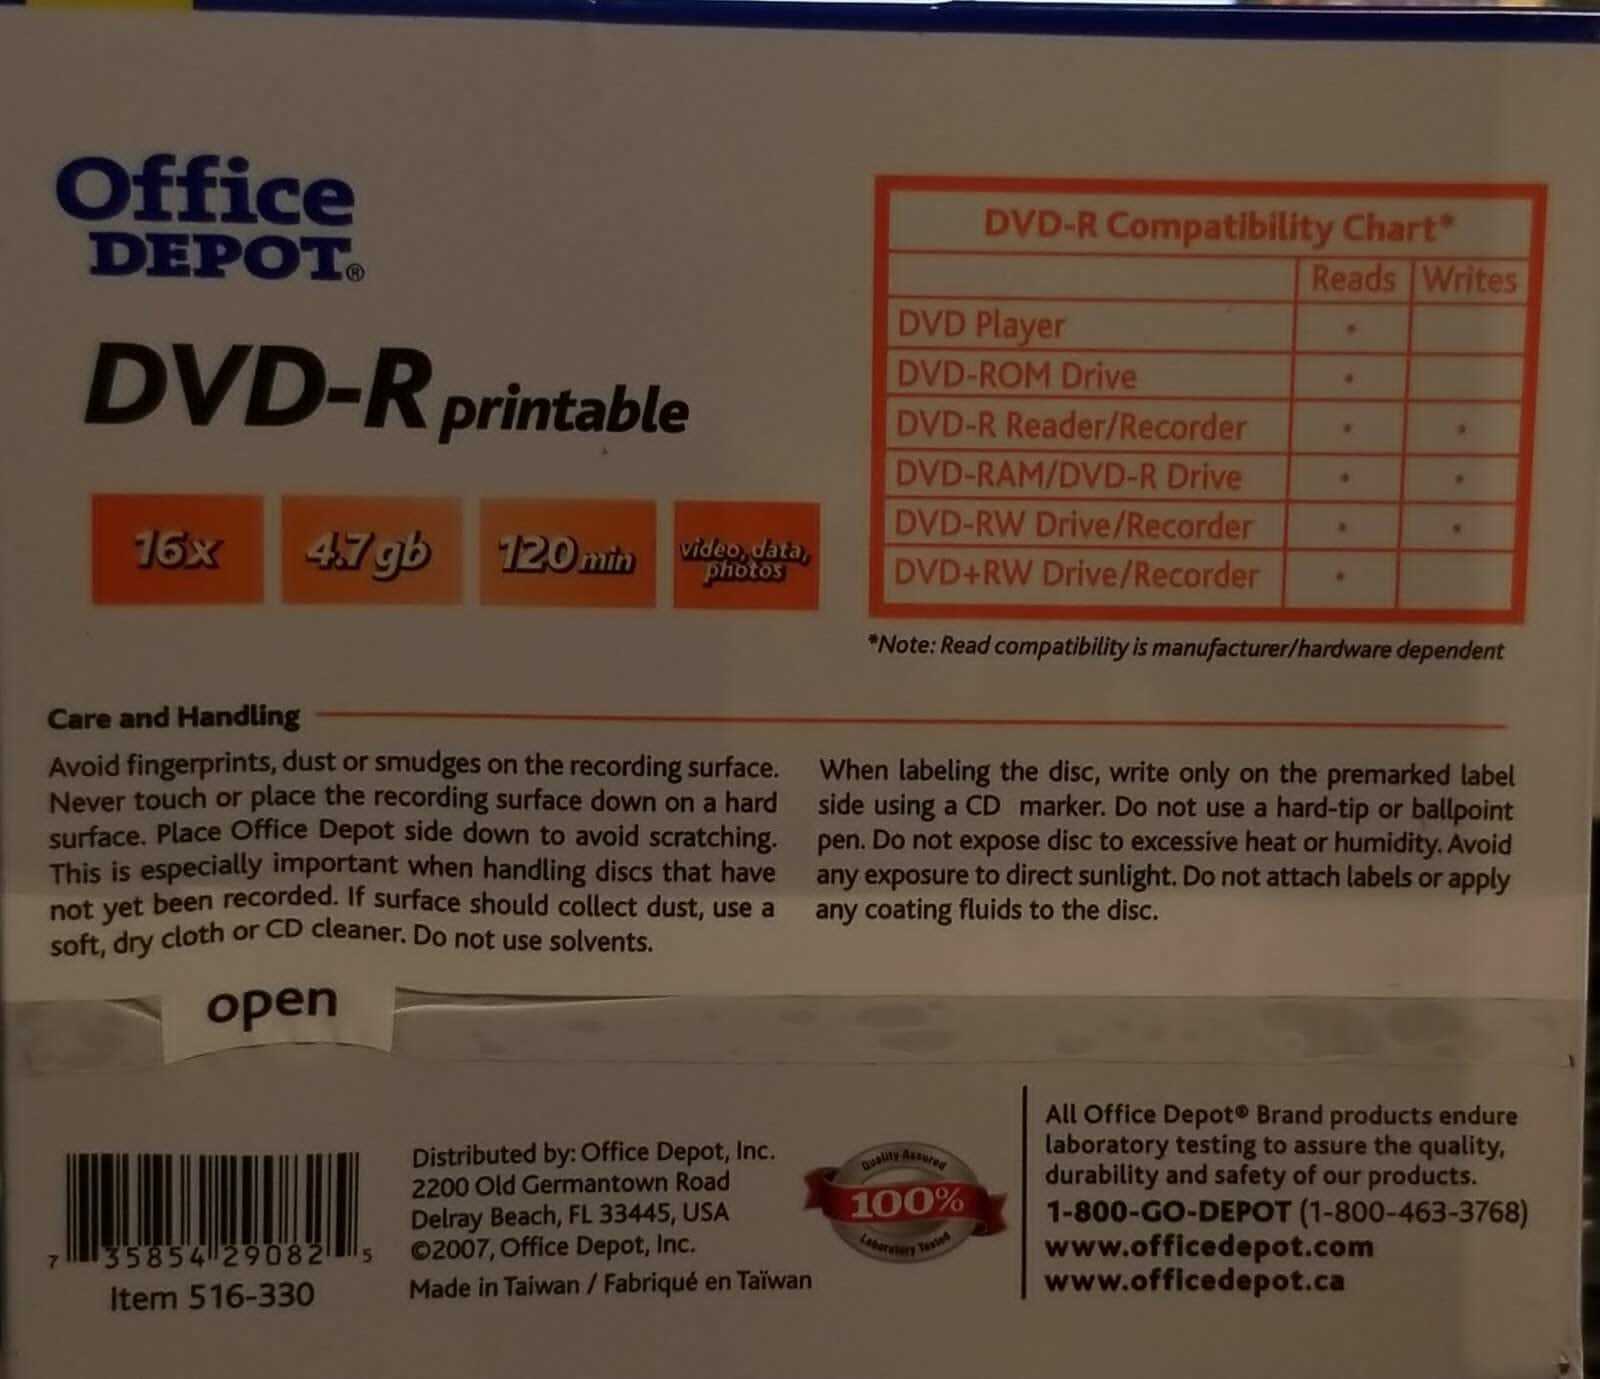 Office
DEPOT®
DVD-R printable
16x
4.7 gb
120 min
video, data,
photos
DVD-R Compatibility Chart*
Reads Writes
DVD Player •
DVD-ROM Drive •
DVD-R Reader/Recorder • •
DVD-RAM/DVD-R Drive • •
DVD-RW Drive/Recorder • •
DVD+RW Drive/Recorder •
*Note: Read compatibility is manufacturer/hardware dependent
Care and Handling
Avoid fingerprints, dust or smudges on the recording surface.
Never touch or place the recording surface down on a hard
surface. Place Office Depot side down to avoid scratching.
This is especially important when handling discs that have
not yet been recorded. If surface should collect dust, use a
soft, dry cloth or CD cleaner. Do not use solvents.
When labeling the disc, write only on the premarked label
side using a CD marker. Do not use a hard-tip or ballpoint
pen. Do not expose disc to excessive heat or humidity. Avoid
any exposure to direct sunlight. Do not attach labels or apply
any coating fluids to the disc.
open
7 35854 29082 5
Item 516-330
Distributed by: Office Depot, Inc.
2200 Old Germantown Road
Delray Beach, FL 33445, USA
©2007, Office Depot, Inc.
Made in Taiwan / Fabriqué en Taïwan
Quality Assured
100%
Laboratory Tested
All Office Depot® Brand products endure
laboratory testing to assure the quality,
durability and safety of our products.
1-800-GO-DEPOT (1-800-463-3768)
www.officedepot.com
www.officedepot.ca